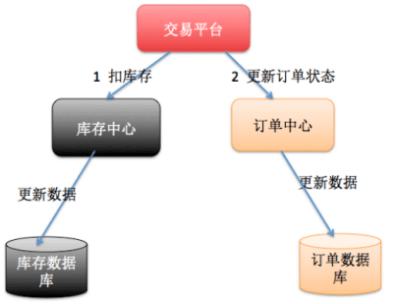 交易平台
1 扣库存
2 更新订单状态
库存中心
订单中心
更新数据
更新数据
库存数据
库
订单数据
库